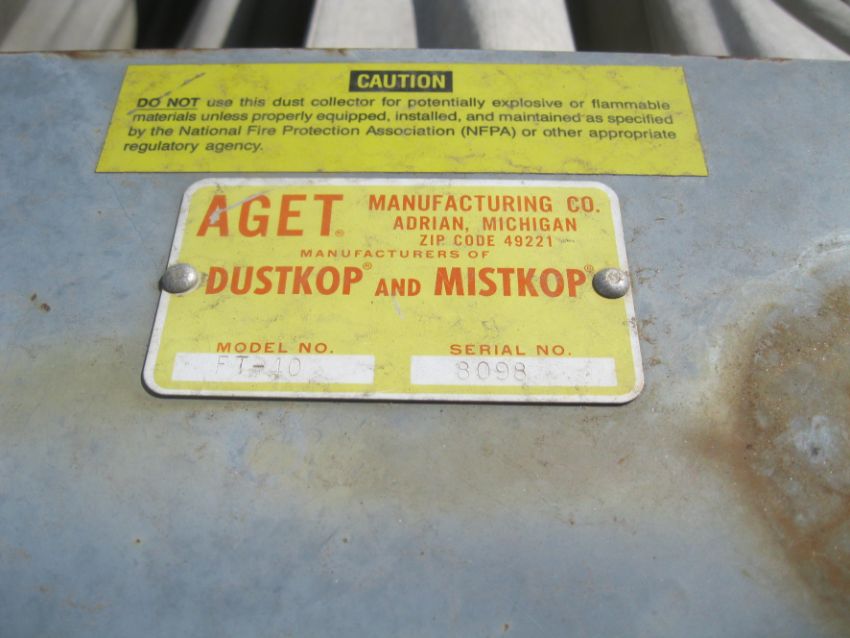 CAUTION
DO NOT use this dust collector for potentially explosive or flammable
materials unless properly equipped, installed, and maintained as specified
by the National Fire Protection Association (NFPA) or other appropriate
regulatory agency.
AGET® MANUFACTURING CO.
ADRIAN, MICHIGAN
ZIP CODE 49221
MANUFACTURERS OF
DUSTKOP® AND MISTKOP®
MODEL NO. SERIAL NO.
FT-40 8098